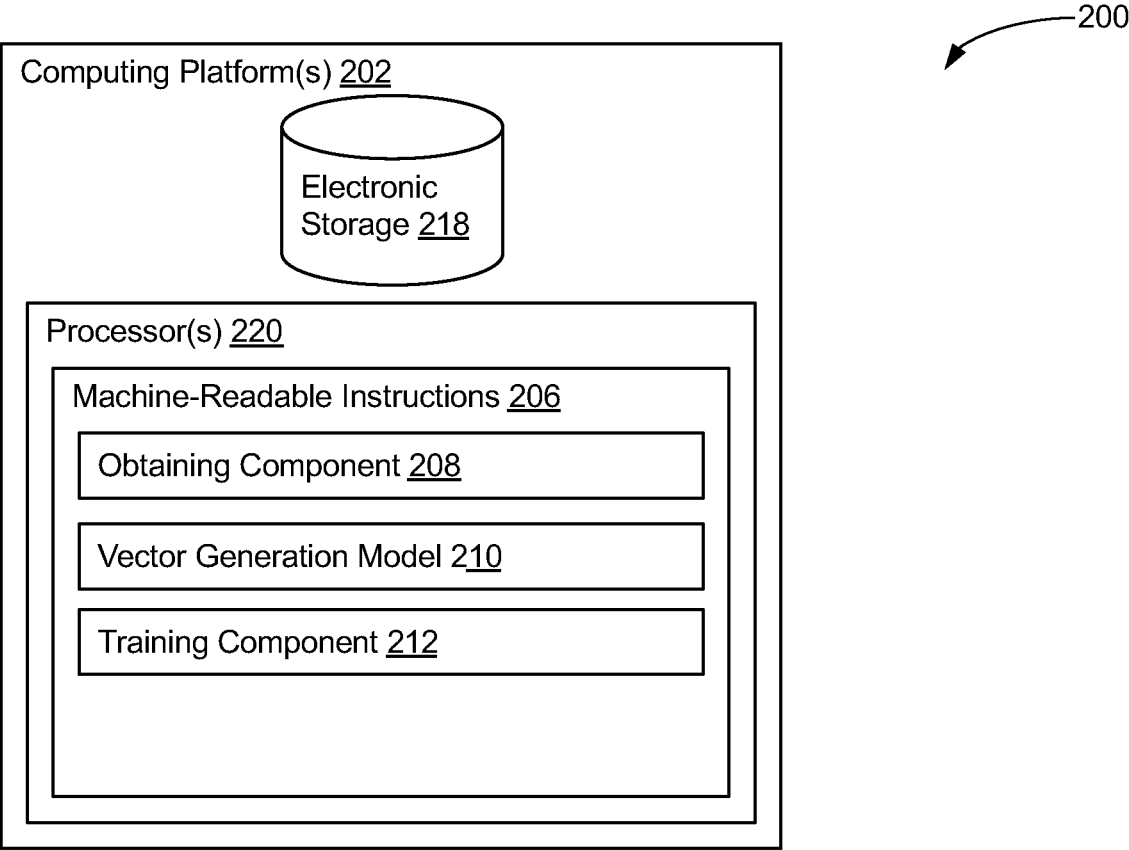 200
Computing Platform(s) 202
Electronic
Storage 218
Processor(s) 220
Machine-Readable Instructions 206
Obtaining Component 208
Vector Generation Model 210
Training Component 212